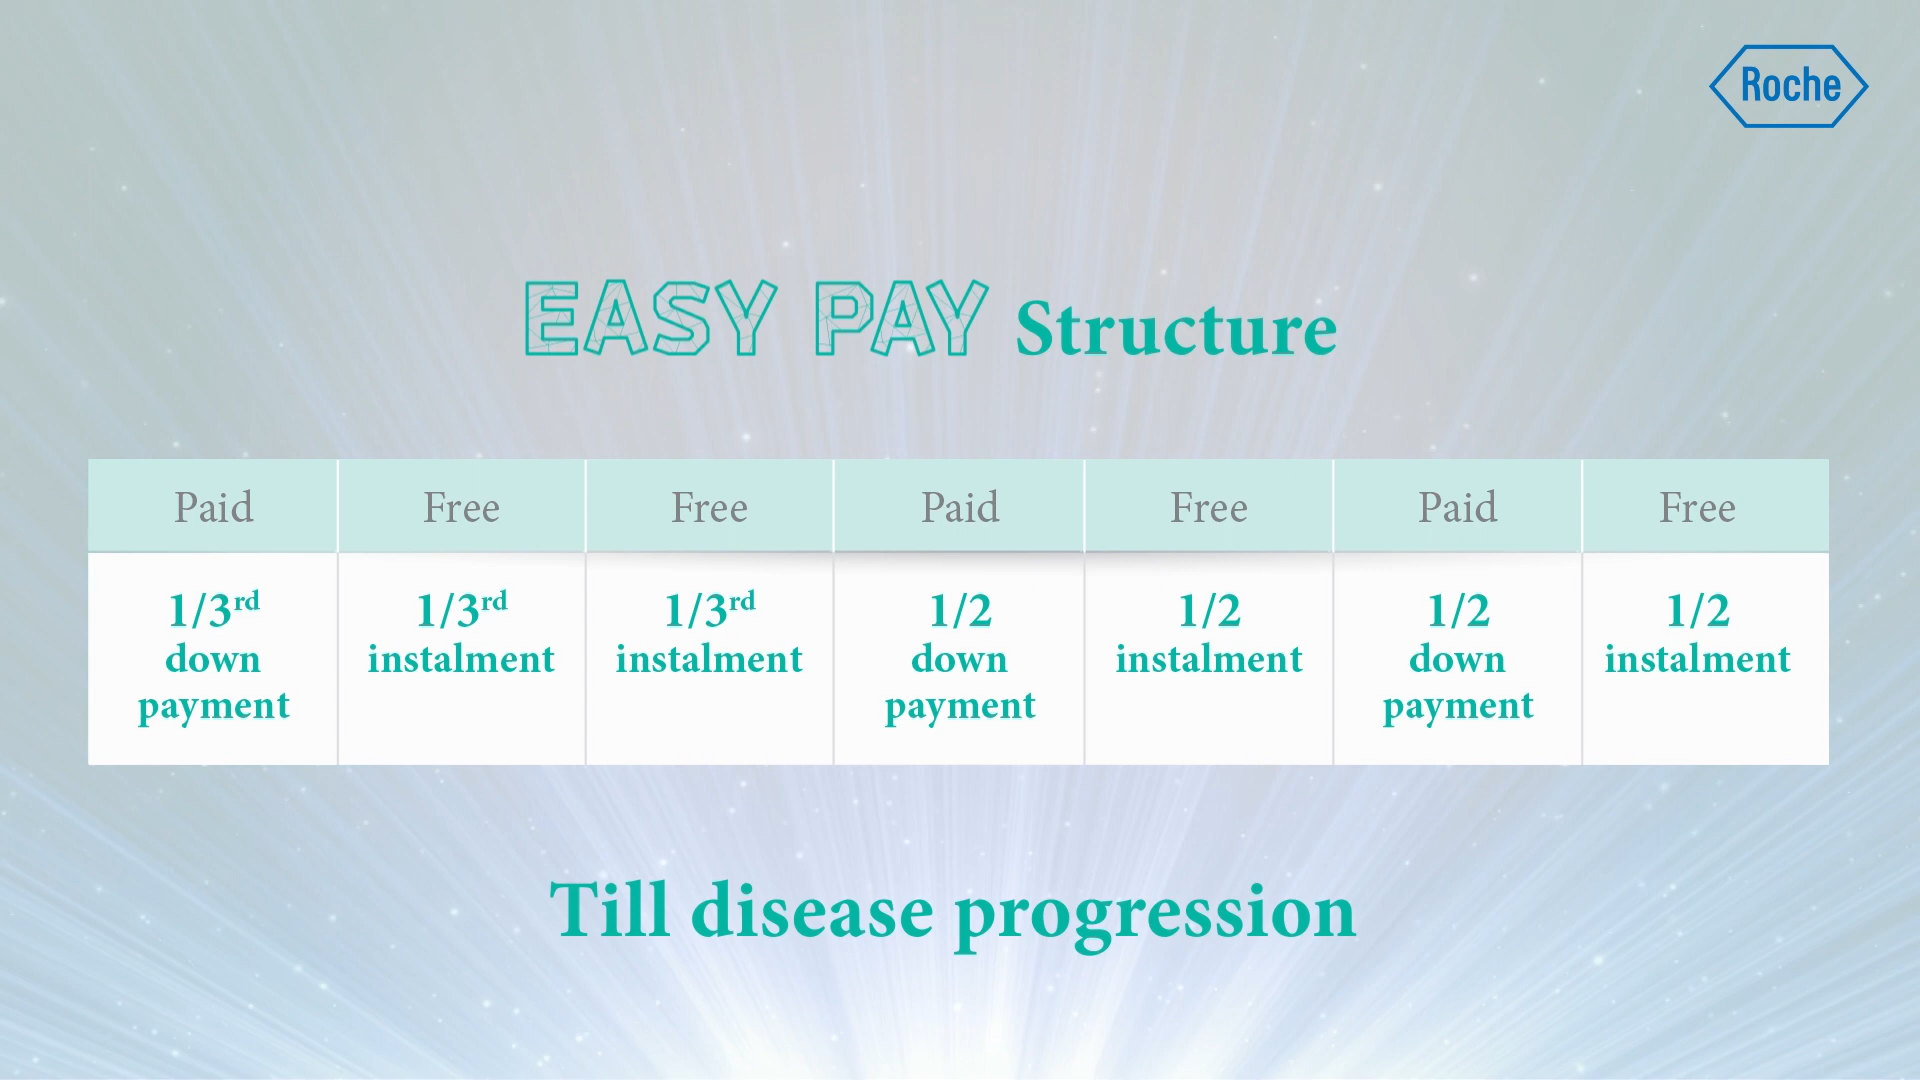 Roche
EASY PAY Structure
Paid Free Free Paid Free Paid Free
1/3rd down payment
1/3rd instalment
1/3rd instalment
1/2 down payment
1/2 instalment
1/2 down payment
1/2 instalment
Till disease progression